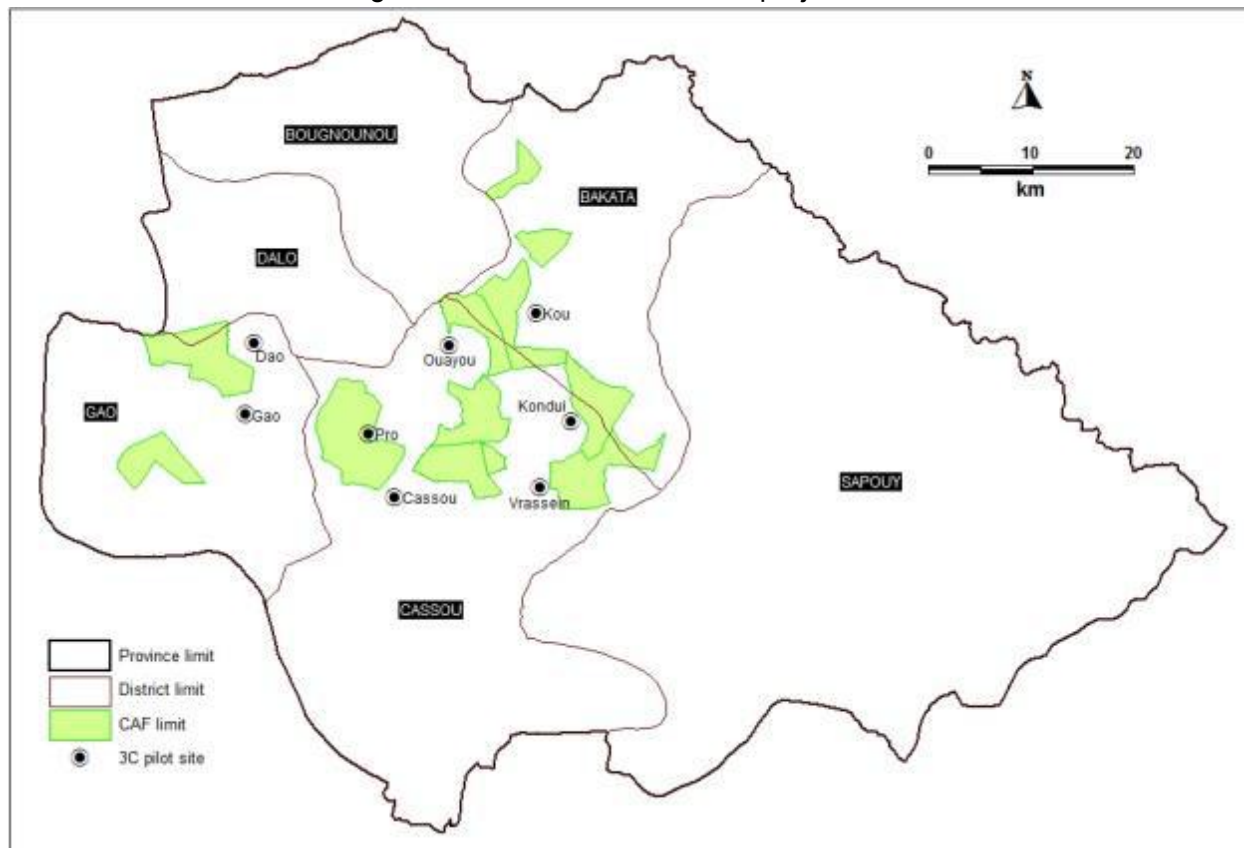 BOUGNOUNOU
N
0 10 20
km
BAKATA
DALO
Kou
Dao
Ouayou
GAO
Gao
Kondui
Pro
Cassou
Vrassein
SAPOUY
CASSOU
Province limit
District limit
CAF limit
3C pilot site